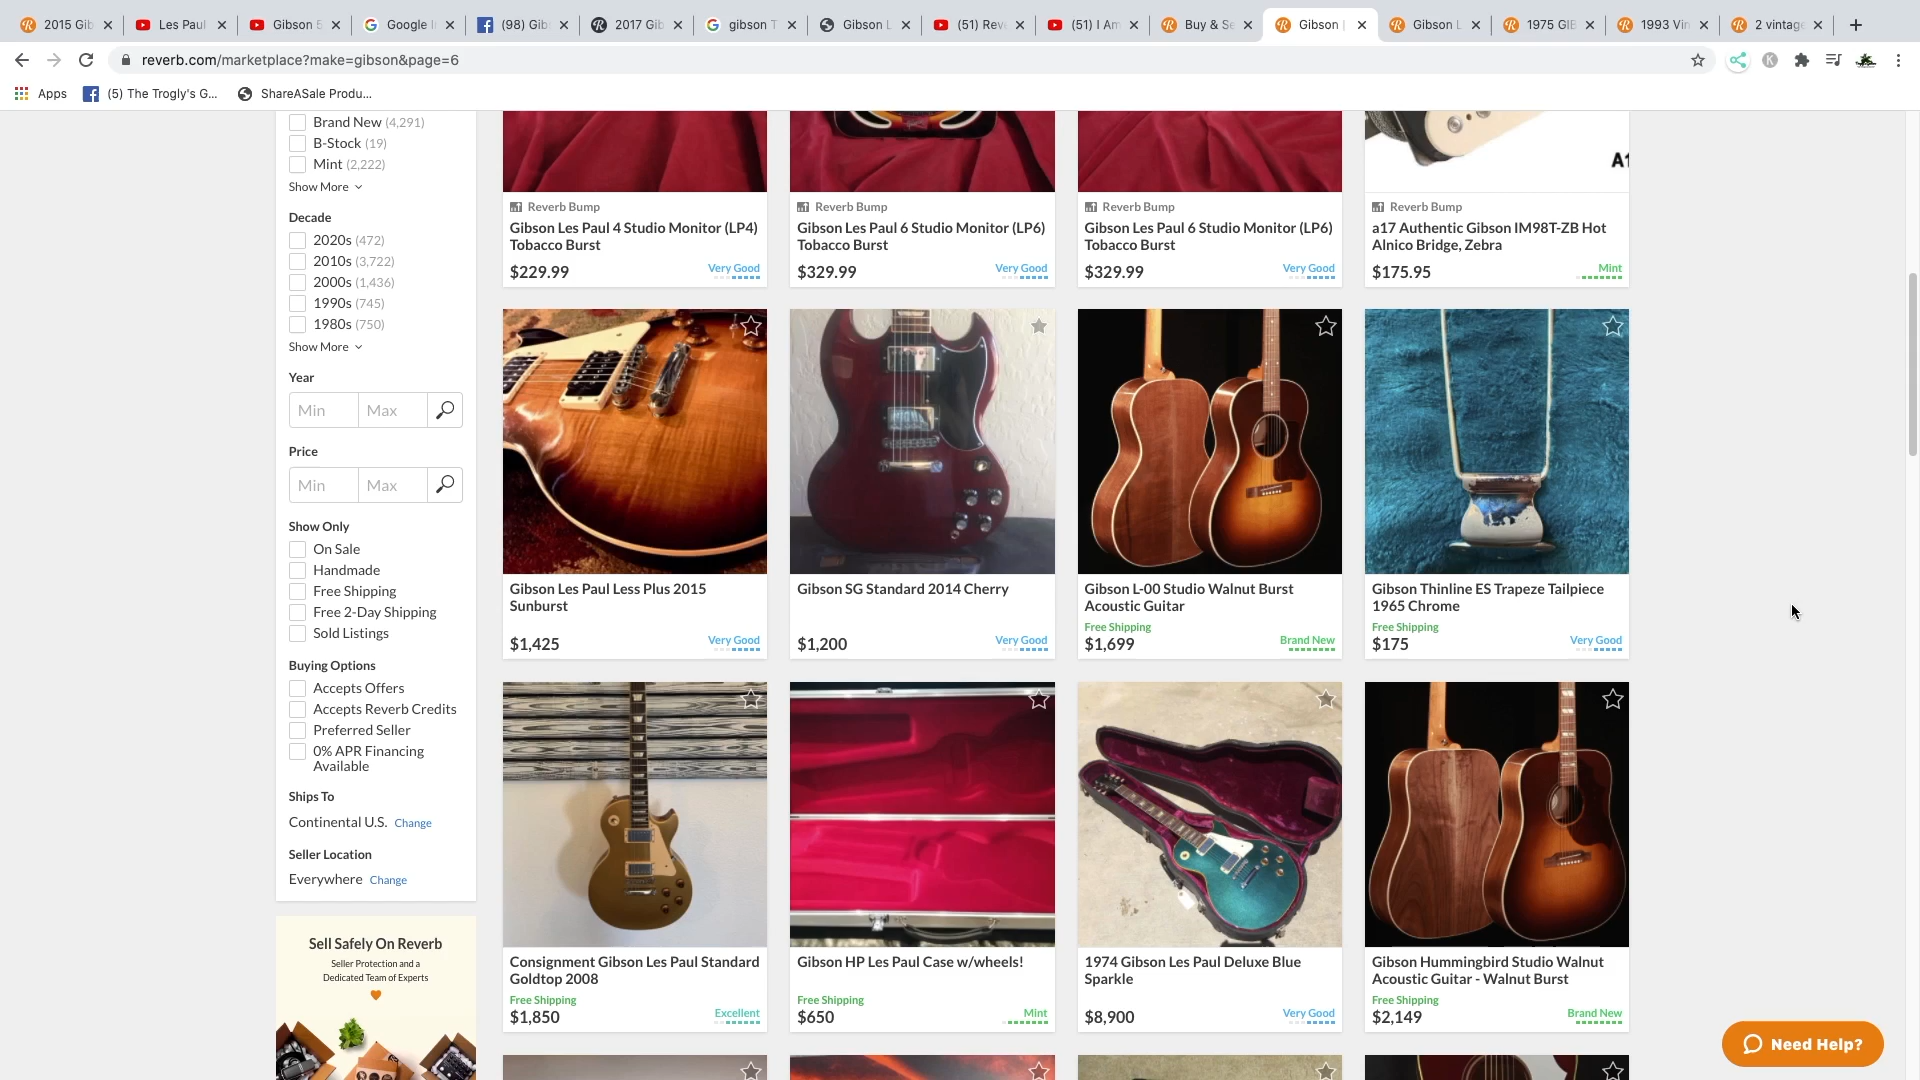 2015 Gib
Les Paul
Gibson
Google I
(98) Gib
2017 Gib
gibson T
Gibson L
(51) Rev
(51) I Am
Buy & Se
Gibson |
Gibson L
1975 GIB
1993 Vin
2 vintage
reverb.com/marketplace?make=gibson&page=6
Apps
(5) The Trogly's G...
ShareASale Produ...
Brand New (4,291)
B-Stock (19)
Mint (2,222)
Show More
Decade
2020s (472)
2010s (3,722)
2000s (1,436)
1990s (745)
1980s (750)
Show More
Year
Min
Max
Price
Min
Max
Show Only
On Sale
Handmade
Free Shipping
Free 2-Day Shipping
Sold Listings
Buying Options
Accepts Offers
Accepts Reverb Credits
Preferred Seller
0% APR Financing
Available
Ships To
Continental U.S. Change
Seller Location
Everywhere Change
Sell Safely On Reverb
Seller Protection and a
Dedicated Team of Experts
Reverb Bump
Gibson Les Paul 4 Studio Monitor (LP4)
Tobacco Burst
$229.99
Very Good
Reverb Bump
Gibson Les Paul 6 Studio Monitor (LP6)
Tobacco Burst
$329.99
Very Good
Reverb Bump
Gibson Les Paul 6 Studio Monitor (LP6)
Tobacco Burst
$329.99
Very Good
A1
Reverb Bump
a17 Authentic Gibson IM98T-ZB Hot
Alnico Bridge, Zebra
$175.95
Mint
Gibson Les Paul Less Plus 2015
Sunburst
$1,425
Very Good
Gibson SG Standard 2014 Cherry
$1,200
Very Good
Gibson L-00 Studio Walnut Burst
Acoustic Guitar
Free Shipping
$1,699
Brand New
Gibson Thinline ES Trapeze Tailpiece
1965 Chrome
Free Shipping
$175
Very Good
Consignment Gibson Les Paul Standard
Goldtop 2008
Free Shipping
$1,850
Excellent
Gibson HP Les Paul Case w/wheels!
Free Shipping
$650
Mint
1974 Gibson Les Paul Deluxe Blue
Sparkle
$8,900
Very Good
Gibson Hummingbird Studio Walnut
Acoustic Guitar - Walnut Burst
Free Shipping
$2,149
Brand New
Need Help?